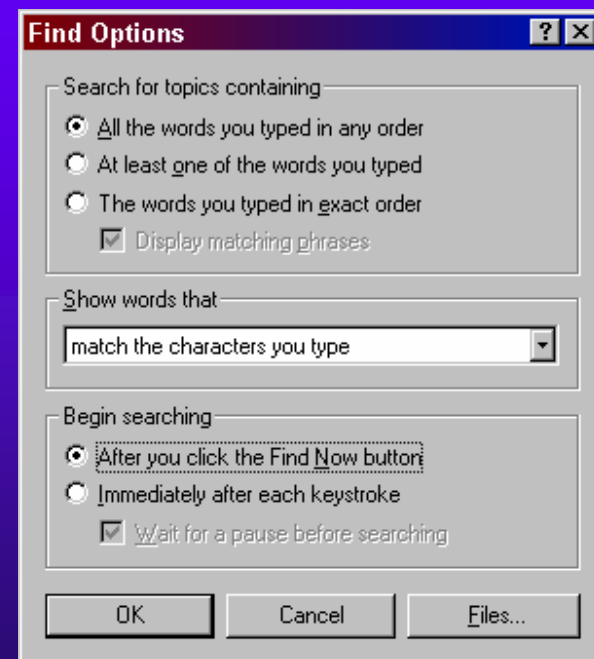 Find Options
Search for topics containing
All the words you typed in any order
At least one of the words you typed
The words you typed in exact order
Display matching phrases
Show words that
match the characters you type
Begin searching
After you click the Find Now button
Immediately after each keystroke
Wait for a pause before searching
OK Cancel Files...